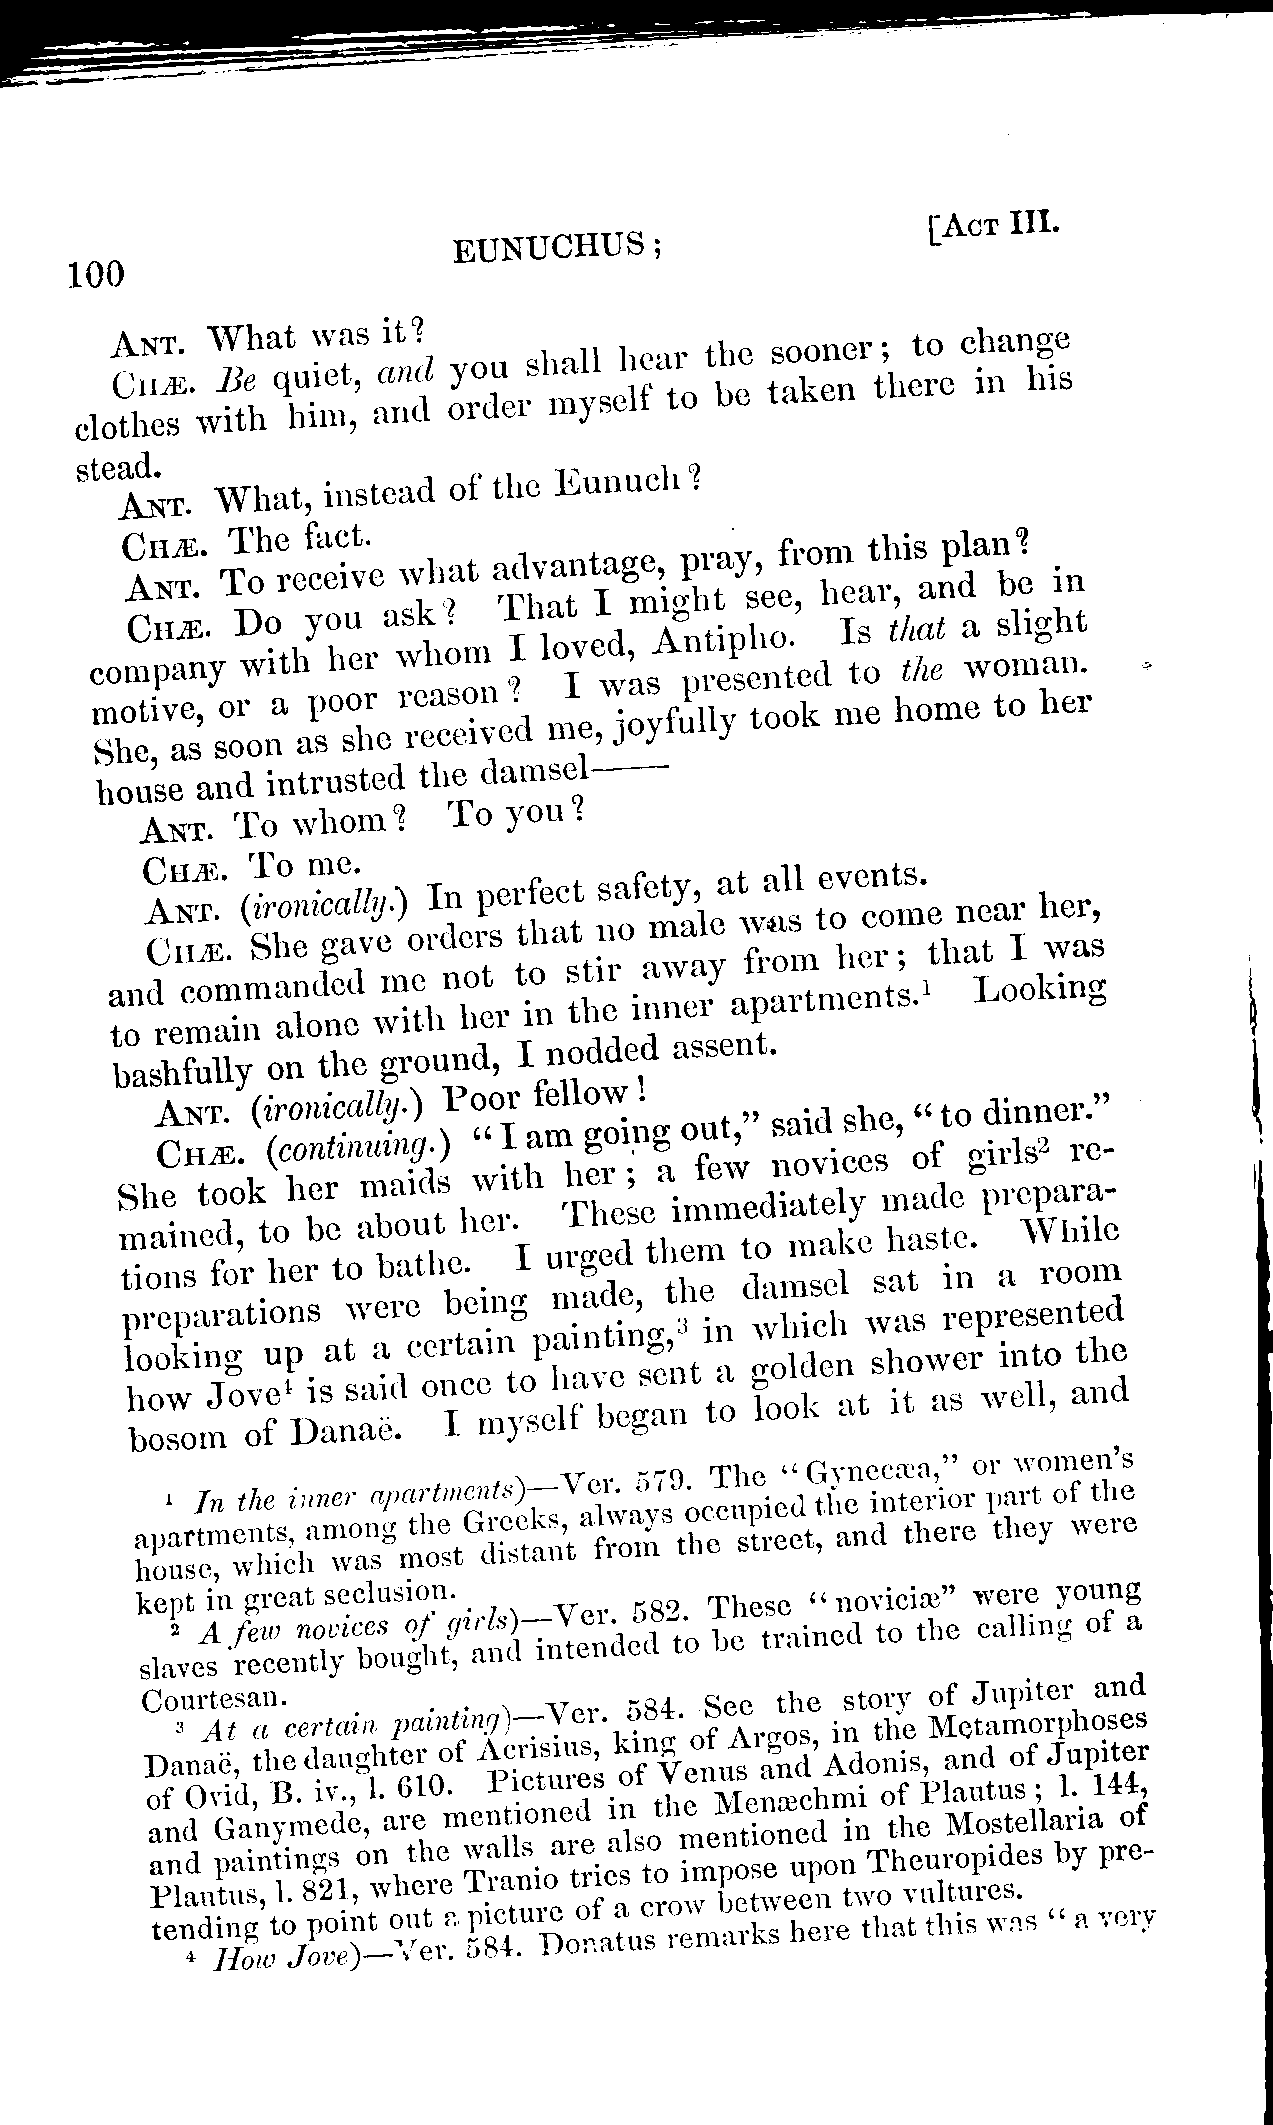 100 EUNUCHUS; [ACT III.
ANT. What was it?
CHÆ. Be quiet, and you shall hear the sooner; to change
clothes with him, and order myself to be taken there in his
stead.
ANT. What, instead of the Eunuch?
CHÆ. The fact.
ANT. To receive what advantage, pray, from this plan?
CHÆ. Do you ask? That I might see, hear, and be in
company with her whom I loved, Antipho. Is that a slight
motive, or a poor reason? I was presented to the woman.
She, as soon as she received me, joyfully took me home to her
house and intrusted the damsel——
ANT. To whom? To you?
CHÆ. To me.
ANT. (ironically.) In perfect safety, at all events.
CHÆ. She gave orders that no male was to come near her,
and commanded me not to stir away from her; that I was
to remain alone with her in the inner apartments.¹ Looking
bashfully on the ground, I nodded assent.
ANT. (ironically.) Poor fellow!
CHÆ. (continuing.) “I am going out,” said she, “to dinner.”
She took her maids with her; a few novices of girls² re-
mained, to be about her. These immediately made prepara-
tions for her to bathe. I urged them to make haste. While
preparations were being made, the damsel sat in a room
looking up at a certain painting,³ in which was represented
how Jove⁴ is said once to have sent a golden shower into the
bosom of Danaë. I myself began to look at it as well, and
¹ In the inner apartments)—Ver. 579. The “Gynecæa,” or women’s
apartments, among the Greeks, always occupied the interior part of the
house, which was most distant from the street, and there they were
kept in great seclusion.
² A few novices of girls)—Ver. 582. These “noviciæ” were young
slaves recently bought, and intended to be trained to the calling of a
Courtesan.
³ At a certain painting)—Ver. 584. See the story of Jupiter and
Danaë, the daughter of Acrisius, king of Argos, in the Metamorphoses
of Ovid, B. iv., l. 610. Pictures of Venus and Adonis, and of Jupiter
and Ganymede, are mentioned in the Menæchmi of Plautus; l. 144,
and paintings on the walls are also mentioned in the Mostellaria of
Plautus, l. 821, where Tranio tries to impose upon Theuropides by pre-
tending to point out a picture of a crow between two vultures.
⁴ How Jove)—Ver. 584. Donatus remarks here that this was “a very